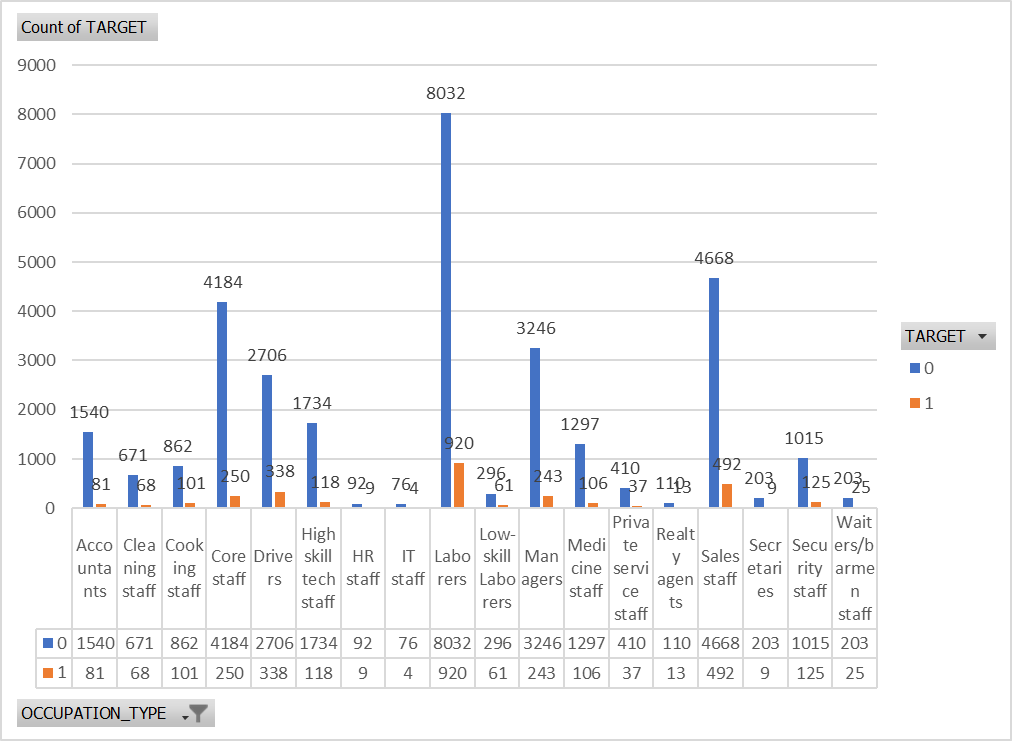 Count of TARGET
9000
8000
7000
6000
5000
4000
3000
2000
1000
0
1540 671 862 4184 2706 1734 92 76 8032 296 3246 1297 410 110 4668 203 1015 203
81 68 101 250 338 118 9 4 920 61 243 106 37 13 492 9 125 25
Accountants
Cleaning staff
Cooking staff
Core staff
Drivers
High skill tech staff
HR staff
IT staff
Laborers
Low-skill Laborers
Managers
Medicine staff
Private service staff
Realty agents
Sales staff
Secretaries
Security staff
Waiters/barmen staff
0 1540 671 862 4184 2706 1734 92 76 8032 296 3246 1297 410 110 4668 203 1015 203
1 81 68 101 250 338 118 9 4 920 61 243 106 37 13 492 9 125 25
TARGET
0
1
OCCUPATION_TYPE